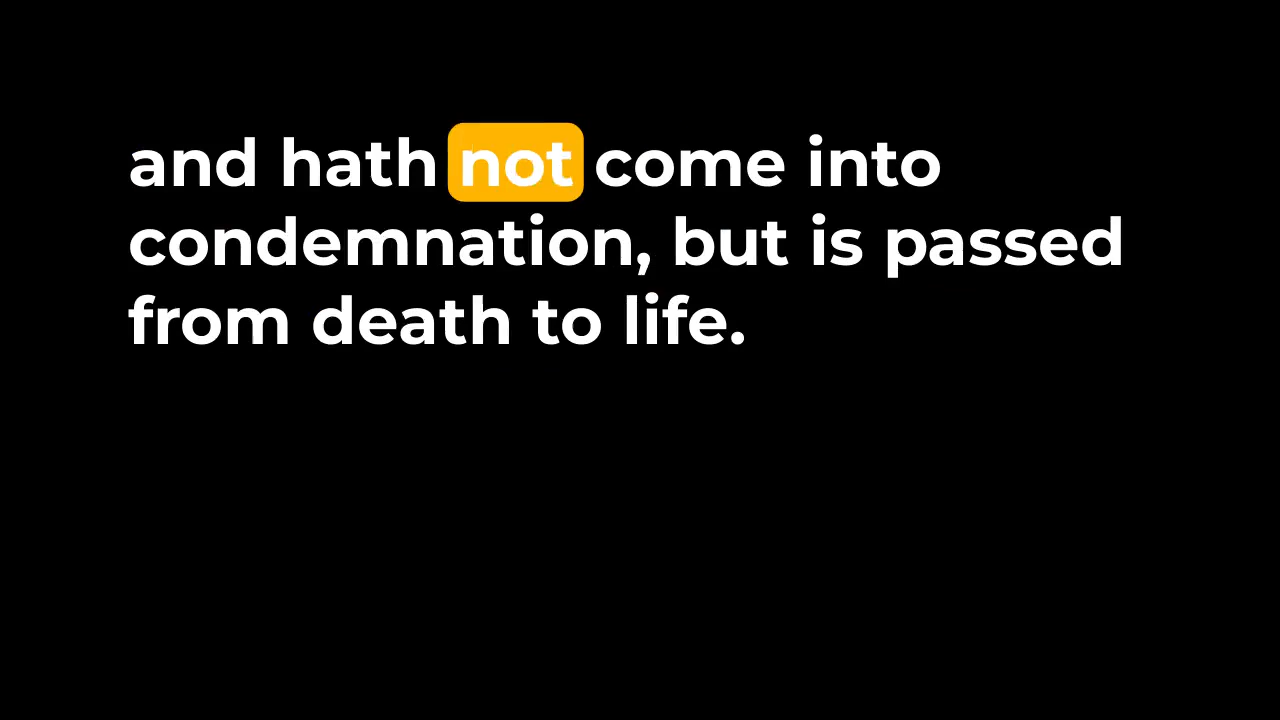 and hath not come into
condemnation, but is passed
from death to life.